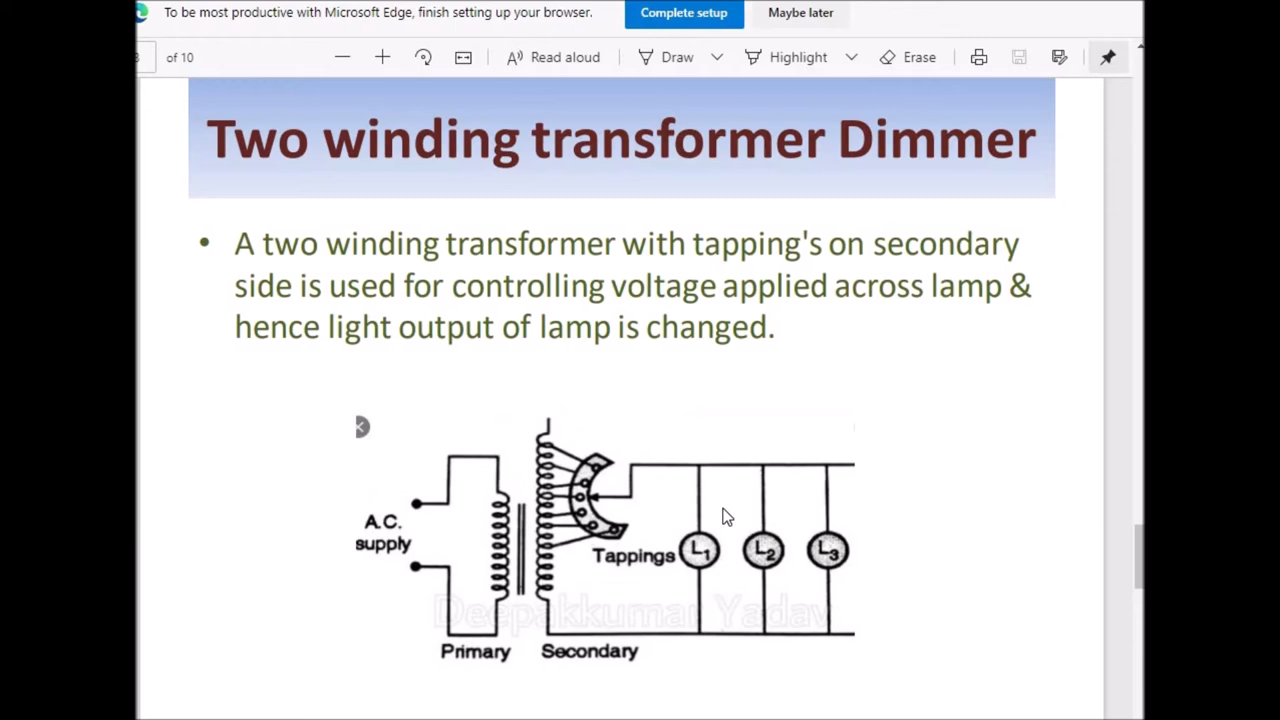 To be most productive with Microsoft Edge, finish setting up your browser. Complete setup Maybe later
of 10 Read aloud Draw Highlight Erase
Two winding transformer Dimmer
• A two winding transformer with tapping's on secondary
side is used for controlling voltage applied across lamp &
hence light output of lamp is changed.
A.C.
supply
Tappings L1 L2 L3
Deepakkumar Yadav
Primary Secondary